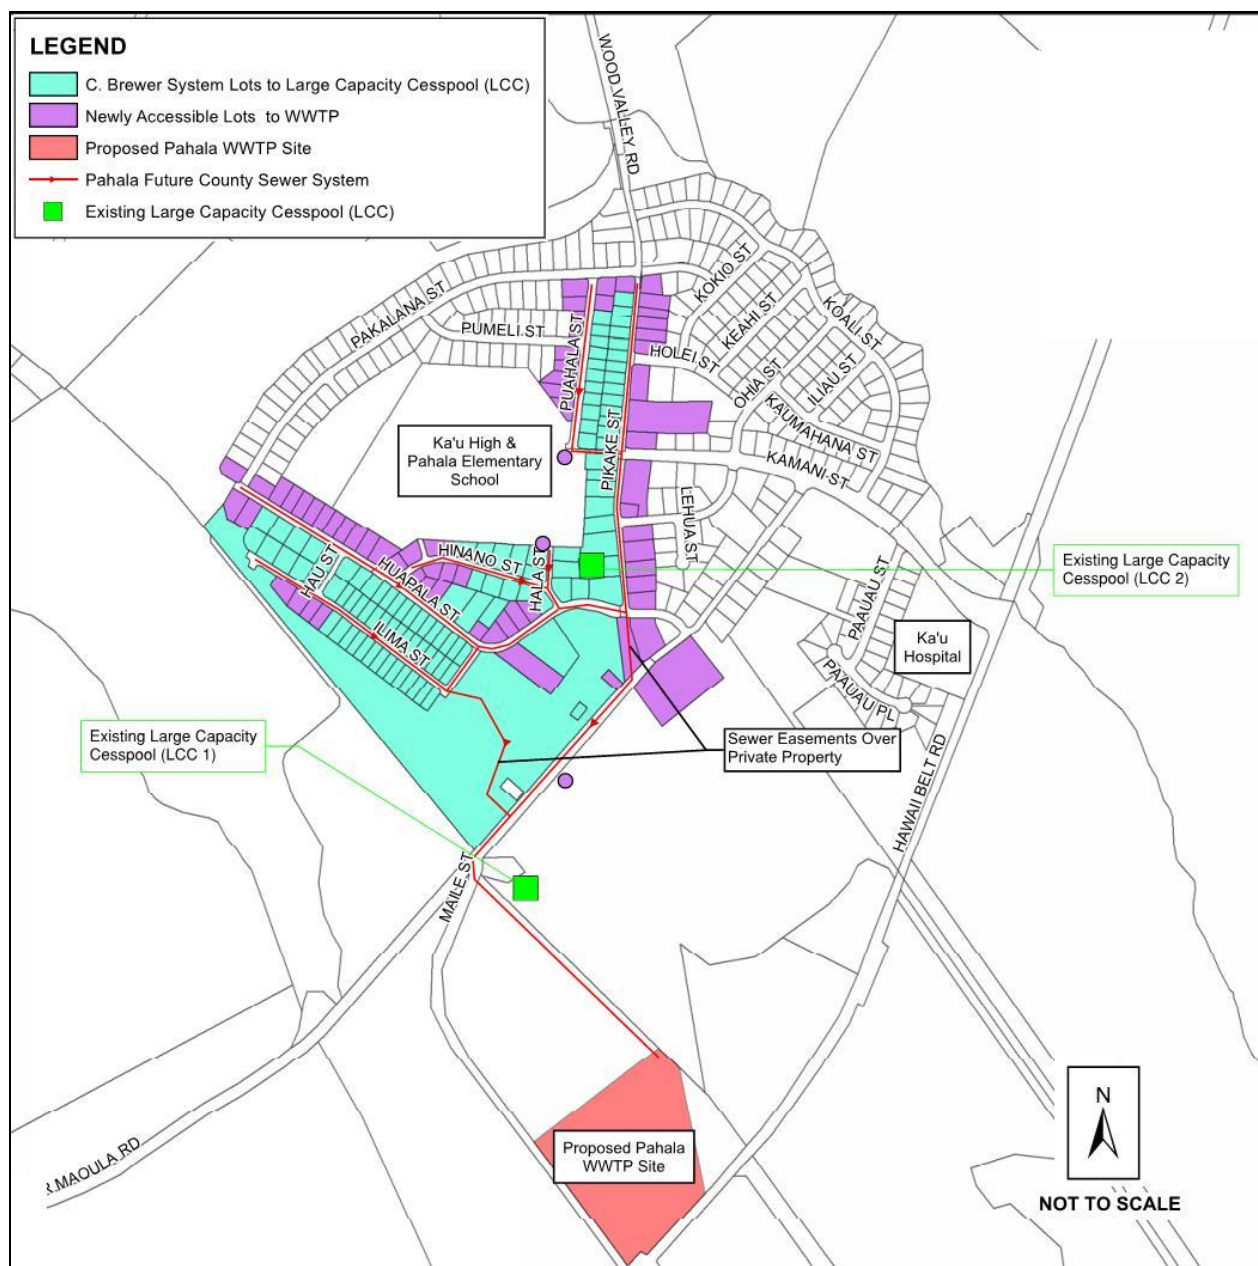 LEGEND
C. Brewer System Lots to Large Capacity Cesspool (LCC)
Newly Accessible Lots to WWTP
Proposed Pahala WWTP Site
Pahala Future County Sewer System
Existing Large Capacity Cesspool (LCC)
WOOD VALLEY RD
KOKIO ST
PAKALANA ST
KEAHI ST
KOALI ST
PUMELI ST
PUAHALA ST
HOLEI ST
OHIA ST
ILIAU ST
KAUMAHANA ST
PIKAKE ST
KAMANI ST
Ka'u High &
Pahala Elementary
School
LEHUA ST
HINANO ST
HALA ST
HAU ST
HUAPALA ST
ILIMA ST
Existing Large Capacity
Cesspool (LCC 2)
PAAUAU ST
Ka'u
Hospital
PAAUAU PL
Existing Large Capacity
Cesspool (LCC 1)
Sewer Easements Over
Private Property
HAWAII BELT RD
MAILE ST
MAOULA RD
Proposed Pahala
WWTP Site
N
NOT TO SCALE